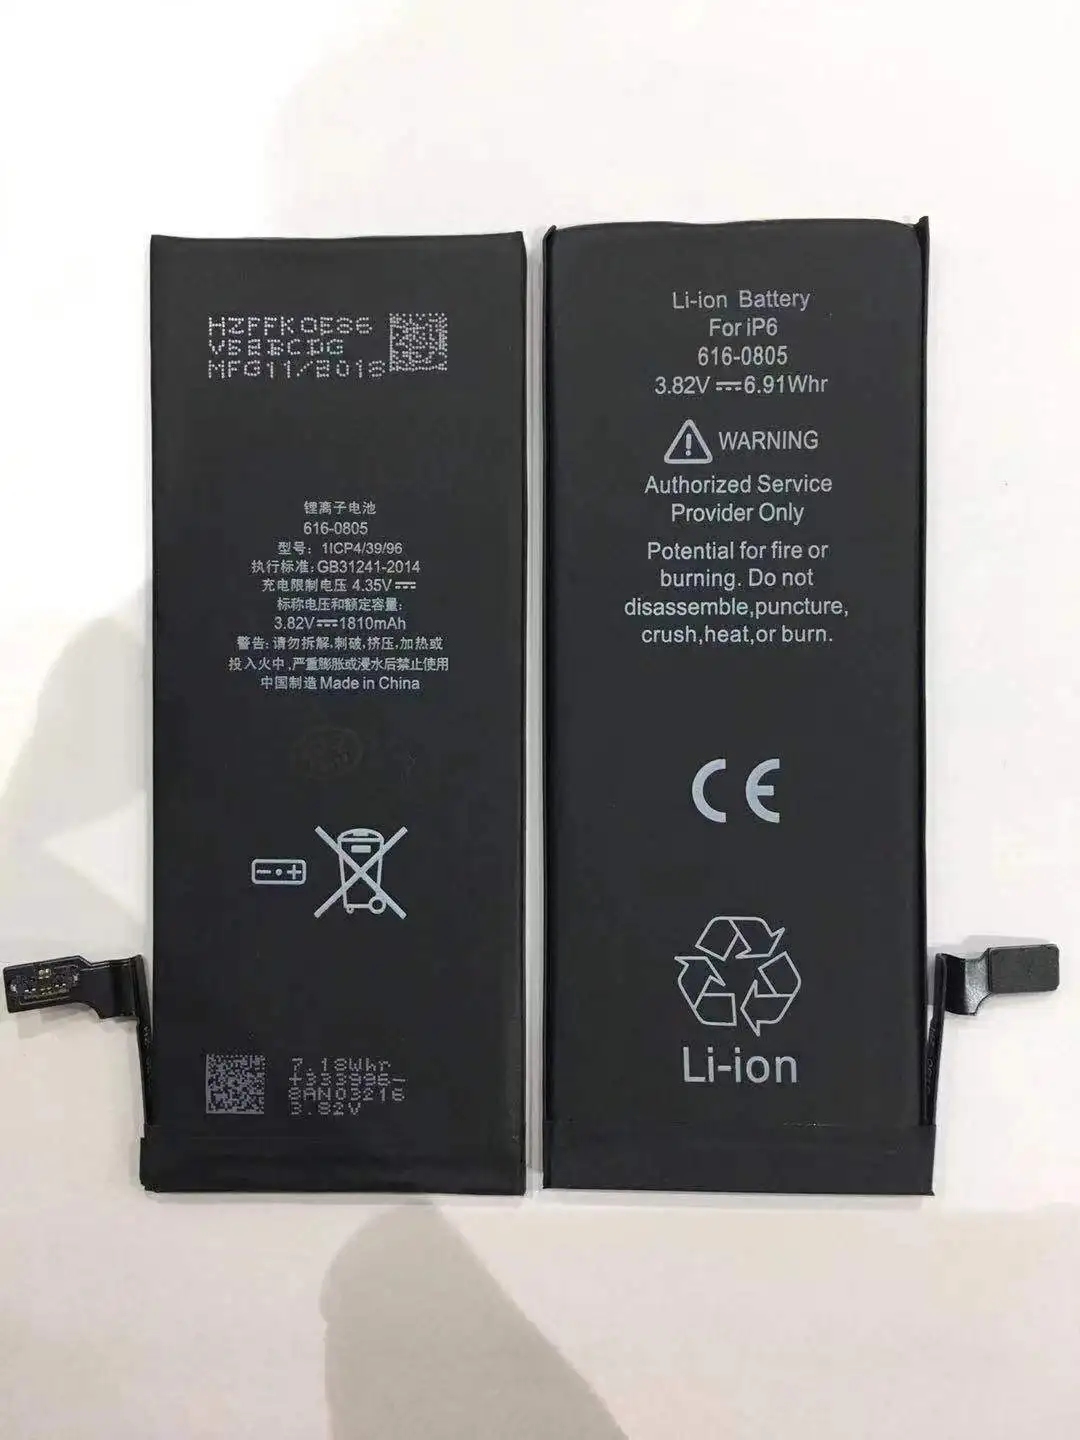 HZFFK0E86
V5EBCDG
MFG11/2018
锂离子电池
616-0805
型号: 1ICP4/39/96
执行标准: GB31241-2014
充电限制电压 4.35V
标称电压和额定容量:
3.82V 1810mAh
警告: 请勿拆解,刺破,挤压,加热或
投入火中,严重膨胀或浸水后禁止使用
中国制造 Made in China
7.19Whr
+333996-
8AN03216
3.82V
Li-ion Battery
For iP6
616-0805
3.82V 6.91Whr
WARNING
Authorized Service
Provider Only
Potential for fire or
burning. Do not
disassemble,puncture,
crush,heat,or burn.
CE
Li-ion